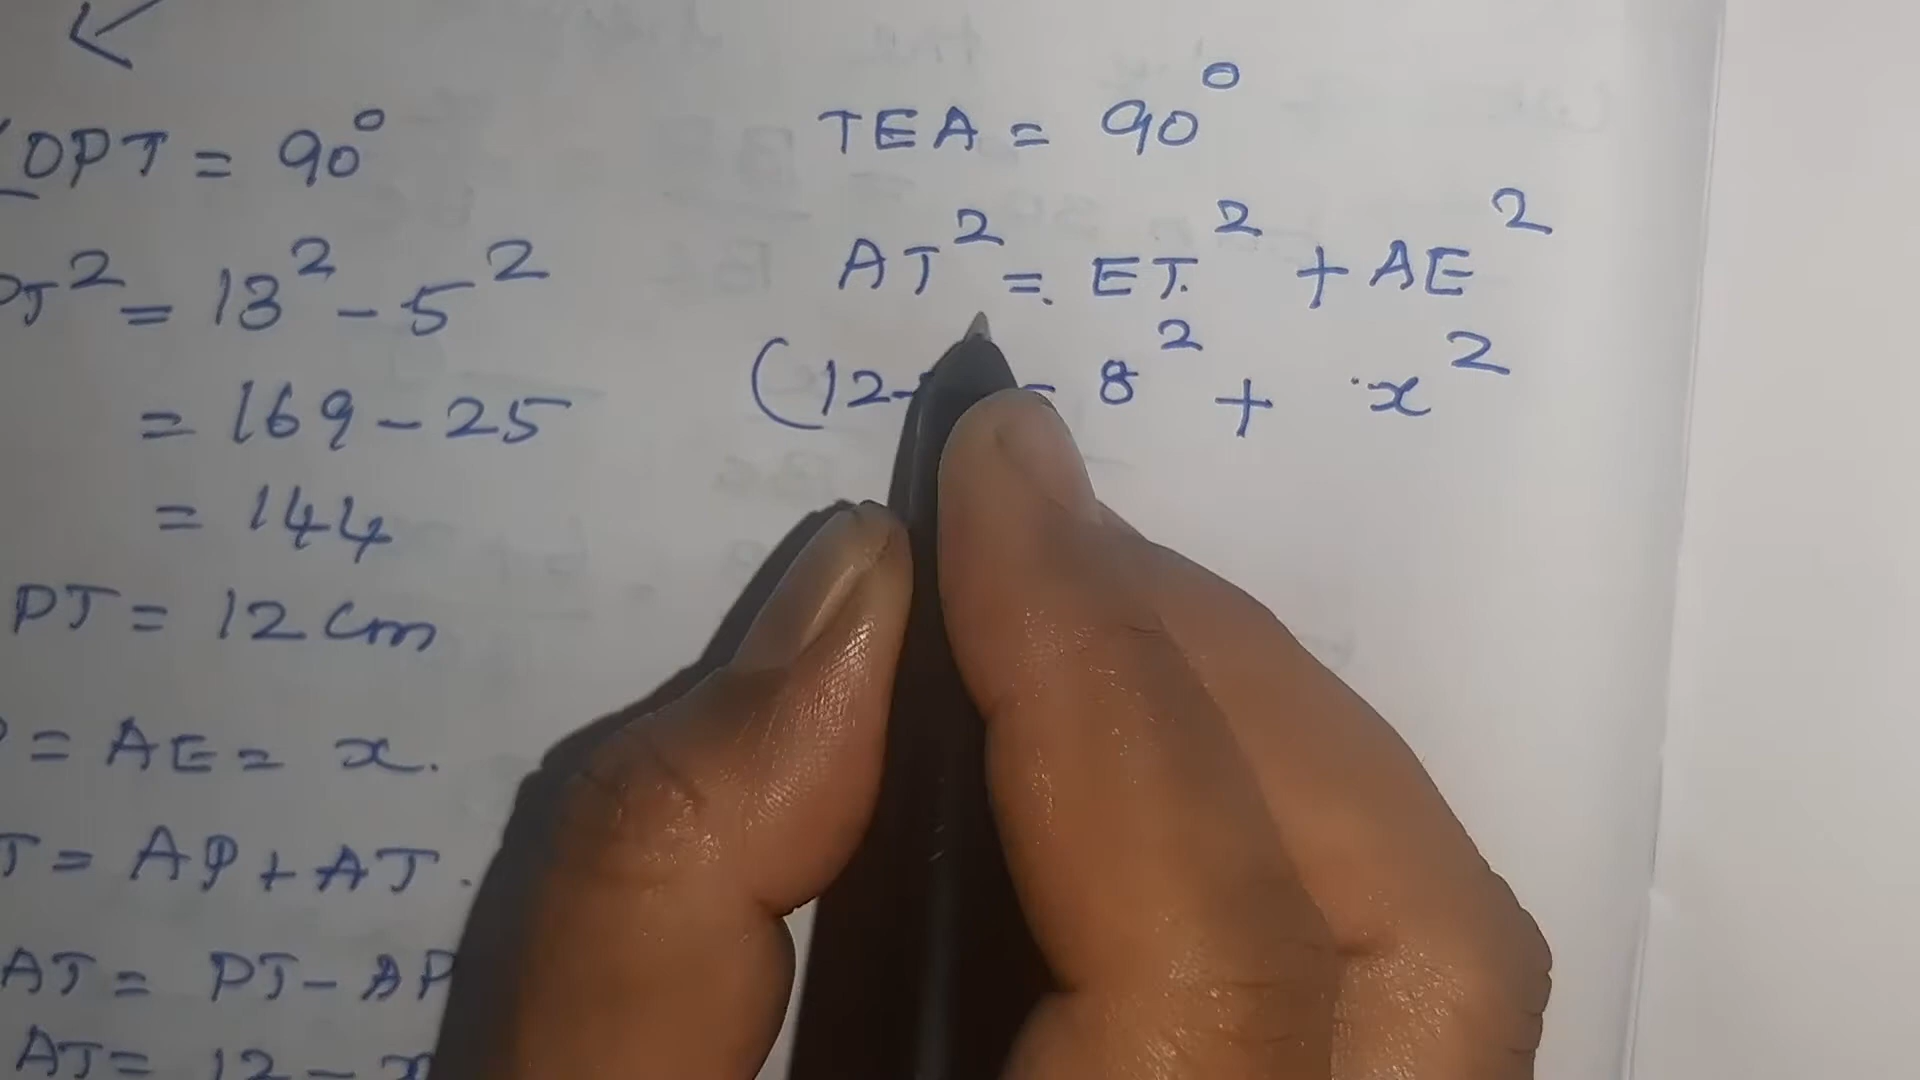 ∠OPT = 90°
PT² = 13² - 5²
= 169 - 25
= 144
PT = 12 cm
= AE = x.
T = AP + AT.
AT = PT - AP
AT = 12 - x
TEA = 90°
AT² = ET² + AE²
(12- = 8² + x²